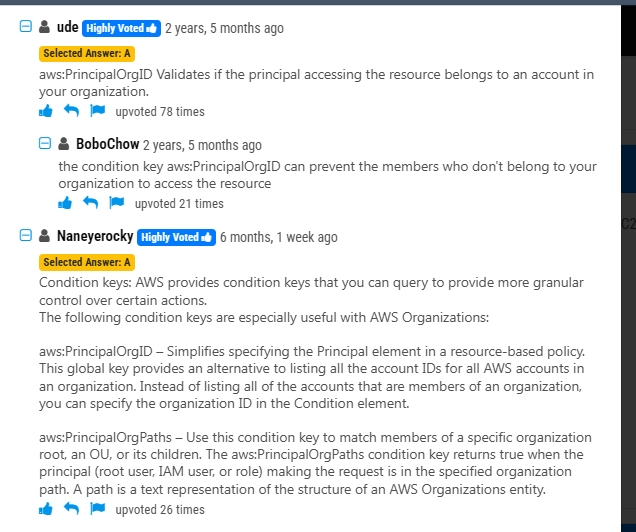 ude Highly Voted 2 years, 5 months ago
Selected Answer: A
aws:PrincipalOrgID Validates if the principal accessing the resource belongs to an account in
your organization.
upvoted 78 times
BoboChow 2 years, 5 months ago
the condition key aws:PrincipalOrgID can prevent the members who don't belong to your
organization to access the resource
upvoted 21 times
Naneyerocky Highly Voted 6 months, 1 week ago
Selected Answer: A
Condition keys: AWS provides condition keys that you can query to provide more granular
control over certain actions.
The following condition keys are especially useful with AWS Organizations:
aws:PrincipalOrgID – Simplifies specifying the Principal element in a resource-based policy.
This global key provides an alternative to listing all the account IDs for all AWS accounts in
an organization. Instead of listing all of the accounts that are members of an organization,
you can specify the organization ID in the Condition element.
aws:PrincipalOrgPaths – Use this condition key to match members of a specific organization
root, an OU, or its children. The aws:PrincipalOrgPaths condition key returns true when the
principal (root user, IAM user, or role) making the request is in the specified organization
path. A path is a text representation of the structure of an AWS Organizations entity.
upvoted 26 times